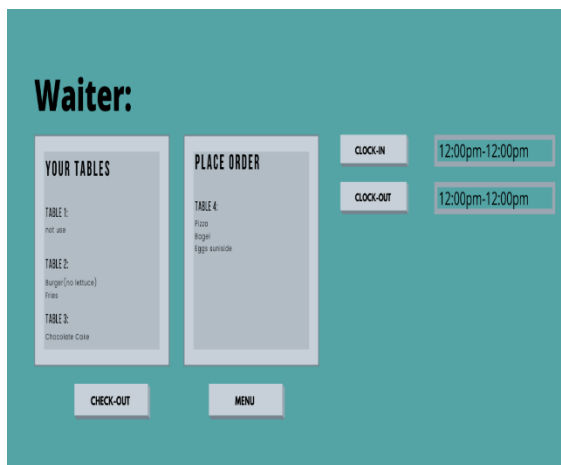 Waiter:
YOUR TABLES
TABLE 1:
not use
TABLE 2:
Burger(no lettuce)
Fries
TABLE 3:
Chocolate Cake
PLACE ORDER
TABLE 4:
Pizza
Bagel
Eggs suniside
CLOCK-IN
12:00pm-12:00pm
CLOCK-OUT
12:00pm-12:00pm
CHECK-OUT
MENU